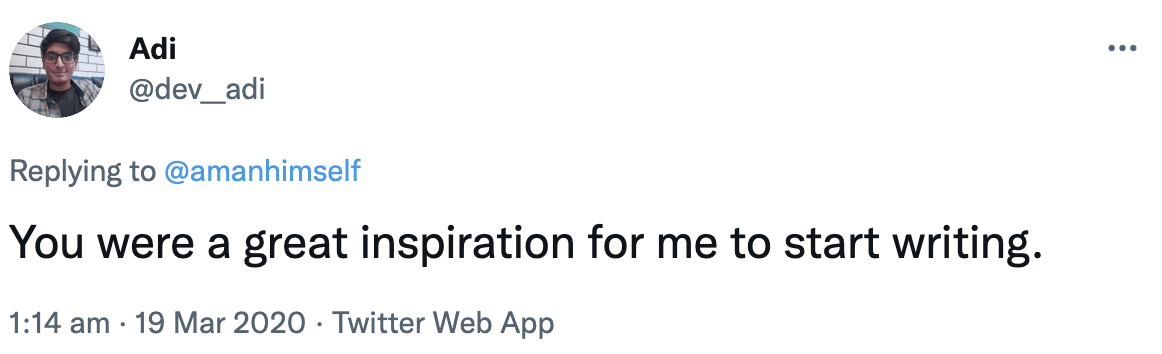 Adi
@dev__adi
Replying to @amanhimself
You were a great inspiration for me to start writing.
1:14 am · 19 Mar 2020 · Twitter Web App